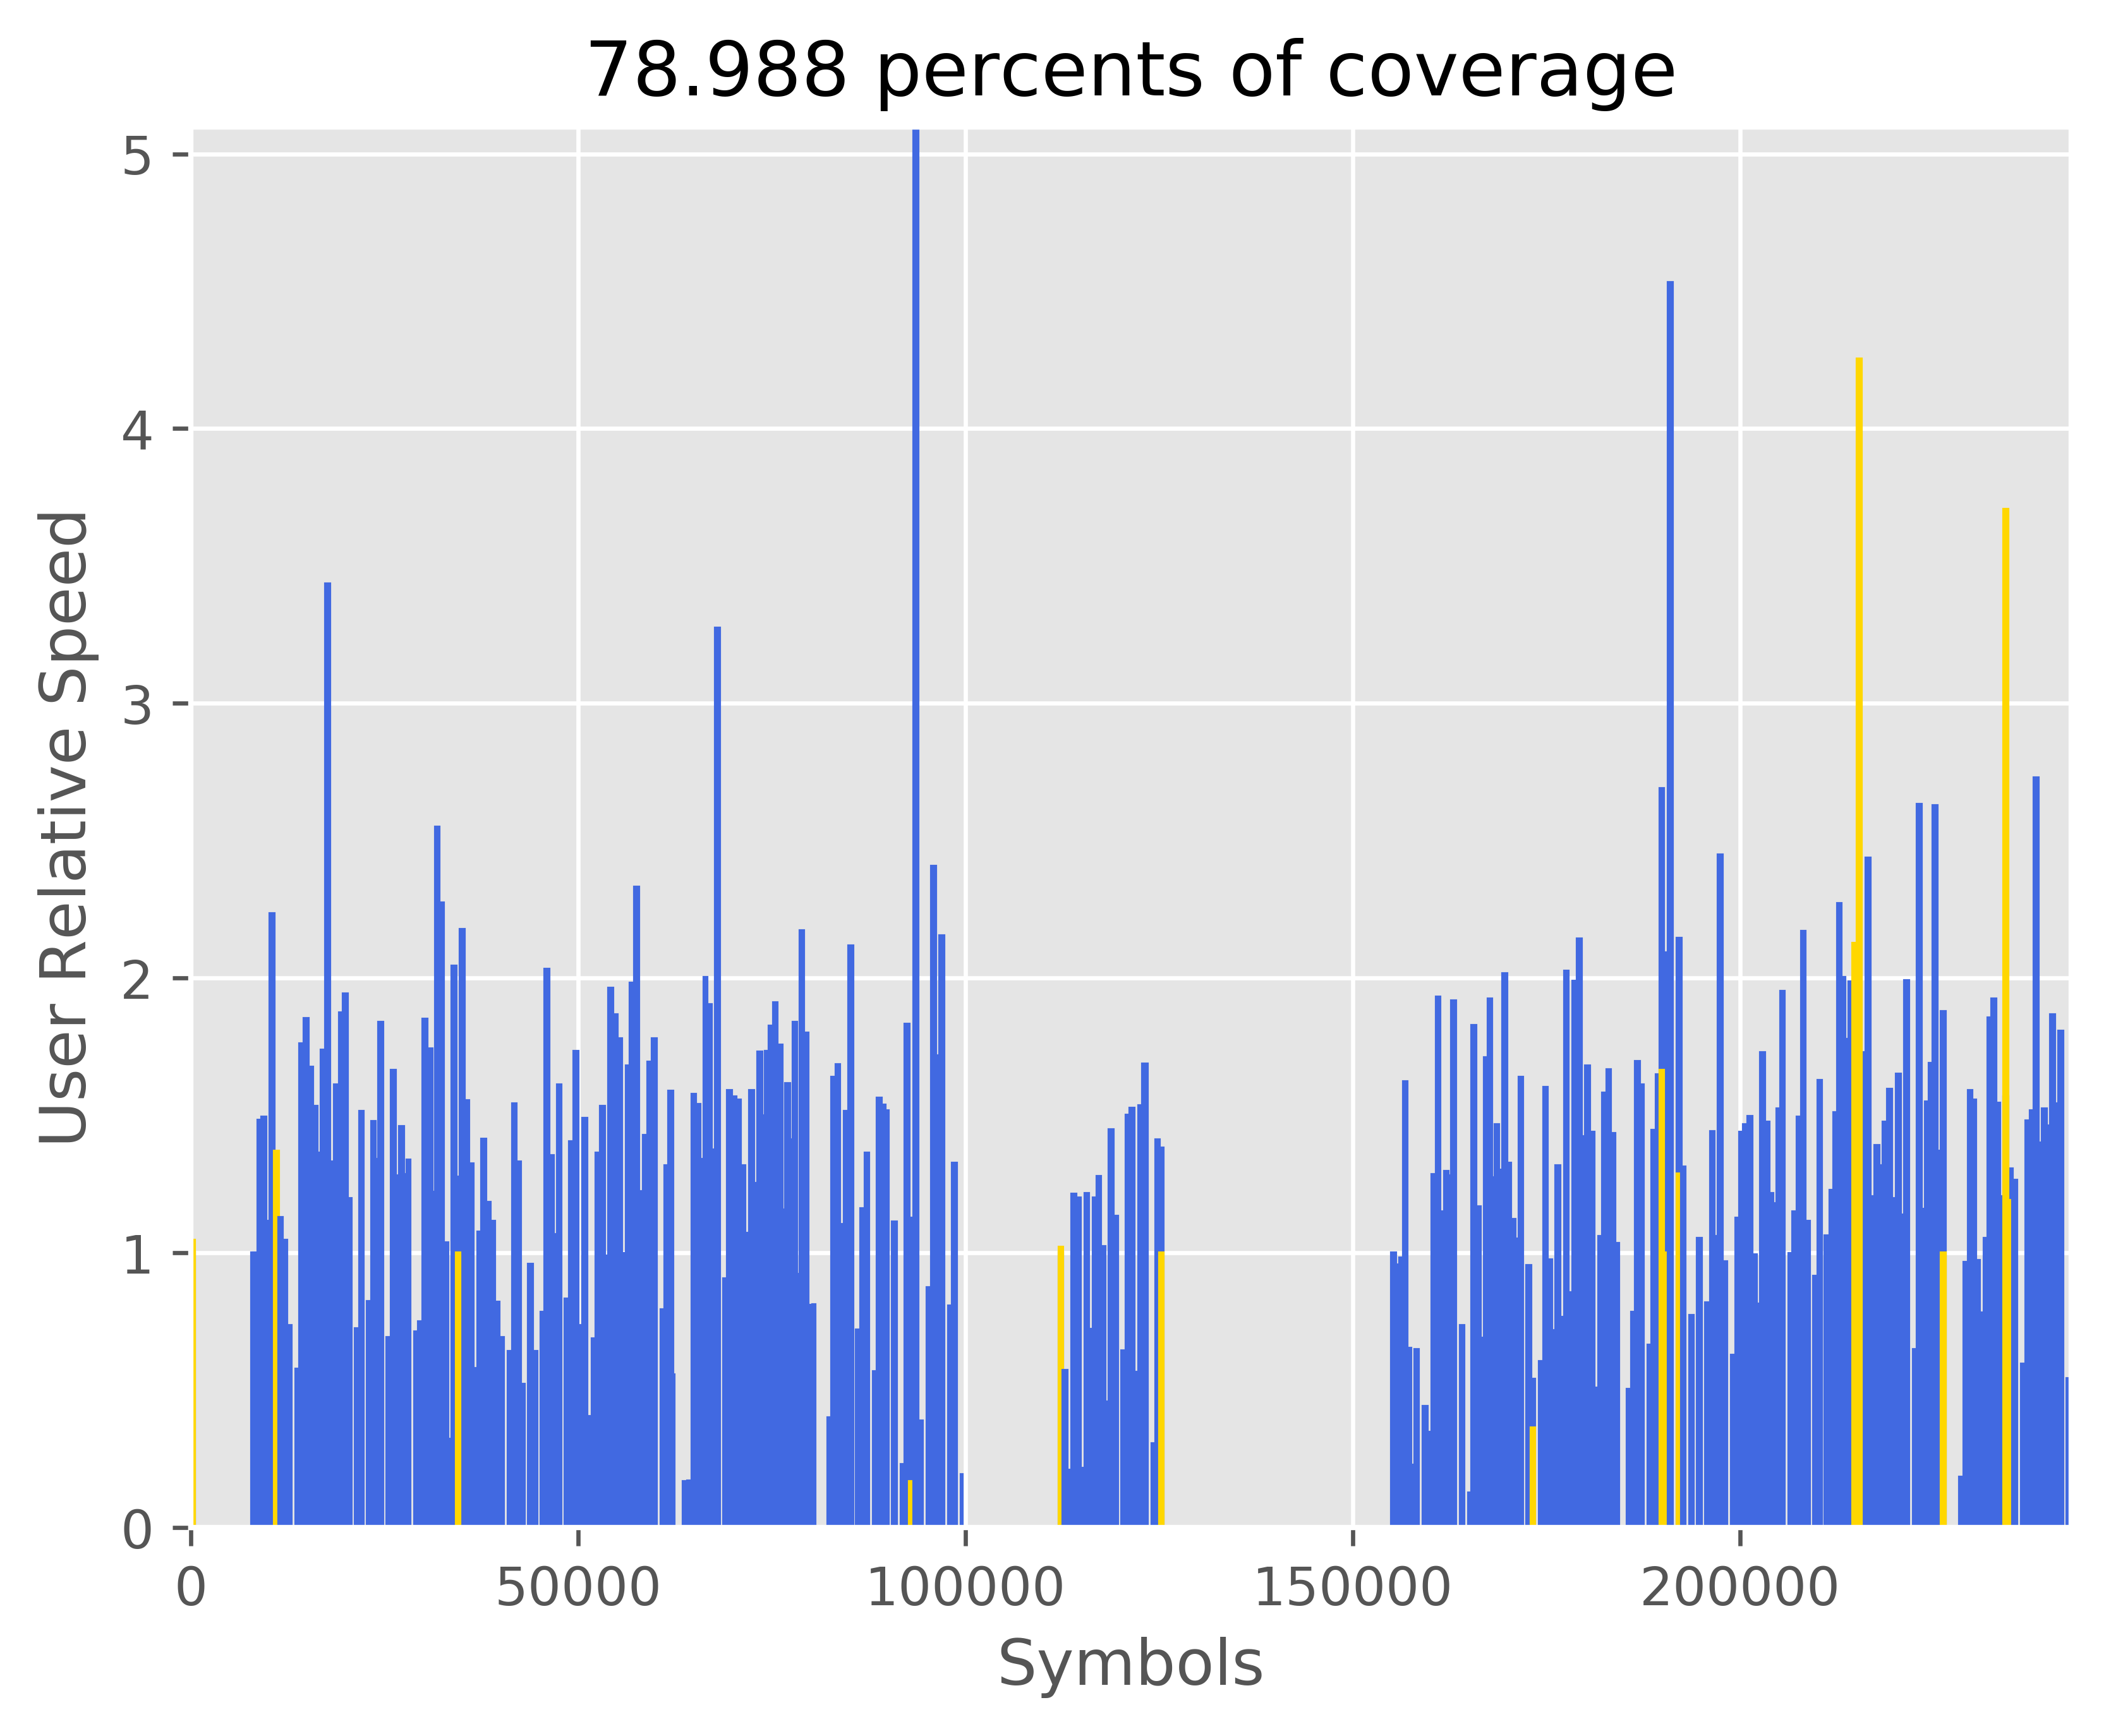 78.988 percents of coverage
5
4
3
2
1
0
User Relative Speed
0 50000 100000 150000 200000
Symbols